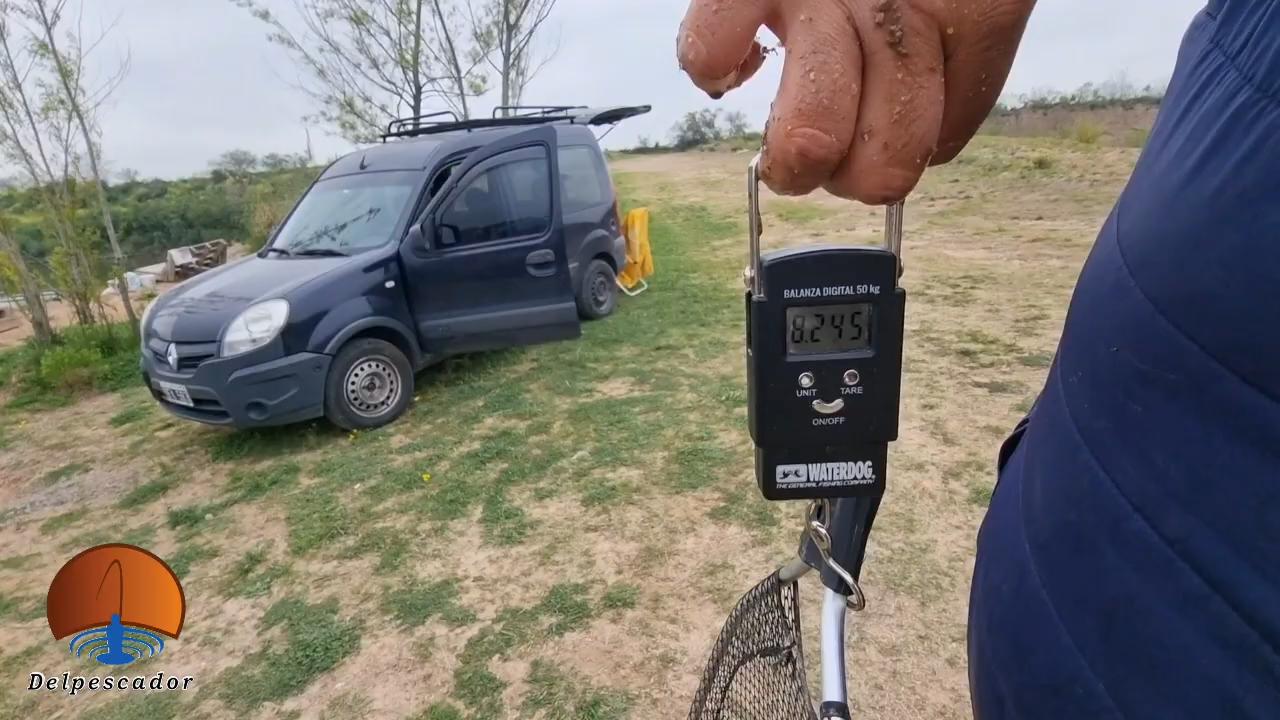 BALANZA DIGITAL 50 kg
8.245
UNIT TARE
ON/OFF
WATERDOG
THE GENERAL FISHING COMPANY
Delpescador